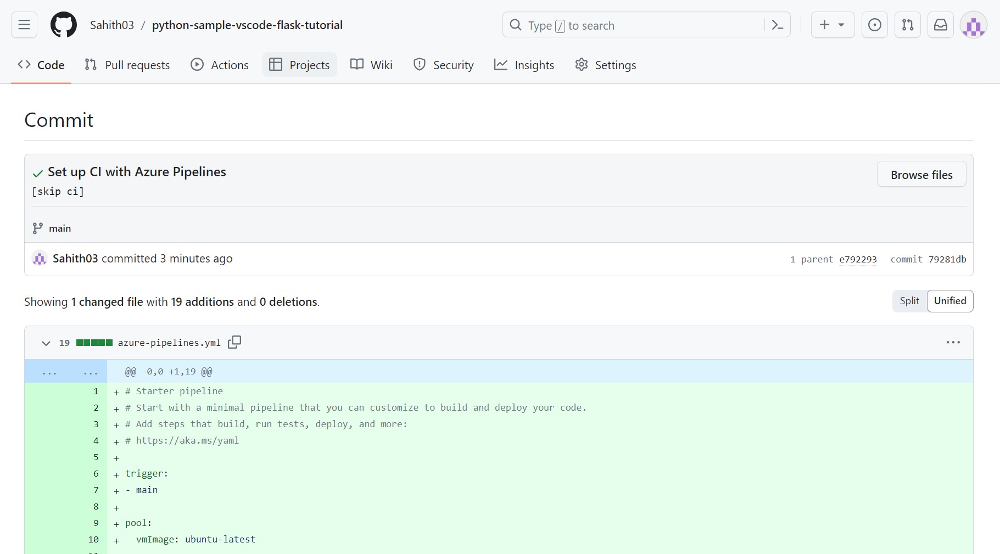 Sahith03 / python-sample-vscode-flask-tutorial
Type / to search
Code Pull requests Actions Projects Wiki Security Insights Settings
Commit
Set up CI with Azure Pipelines
Browse files
[skip ci]
main
Sahith03 committed 3 minutes ago
1 parent e792293 commit 79281db
Showing 1 changed file with 19 additions and 0 deletions.
Split Unified
19 azure-pipelines.yml
... ... @@ -0,0 +1,19 @@
1 + # Starter pipeline
2 + # Start with a minimal pipeline that you can customize to build and deploy your code.
3 + # Add steps that build, run tests, deploy, and more:
4 + # https://aka.ms/yaml
5 +
6 + trigger:
7 + - main
8 +
9 + pool:
10 + vmImage: ubuntu-latest